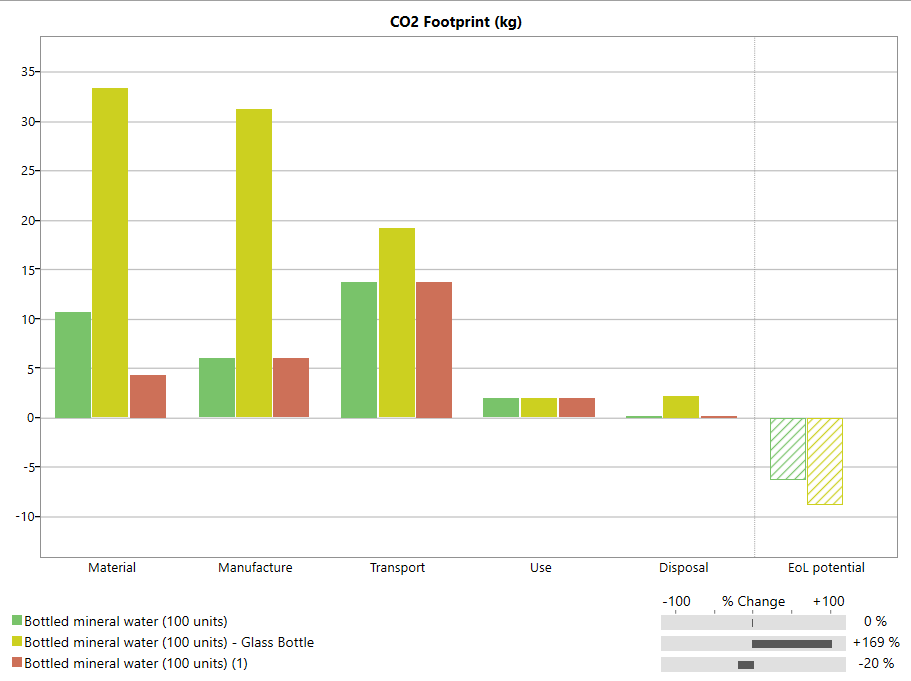 CO2 Footprint (kg)
35
30
25
20
15
10
5
0
-5
-10
Material Manufacture Transport Use Disposal EoL potential
-100 % Change +100
Bottled mineral water (100 units) 0 %
Bottled mineral water (100 units) - Glass Bottle +169 %
Bottled mineral water (100 units) (1) -20 %